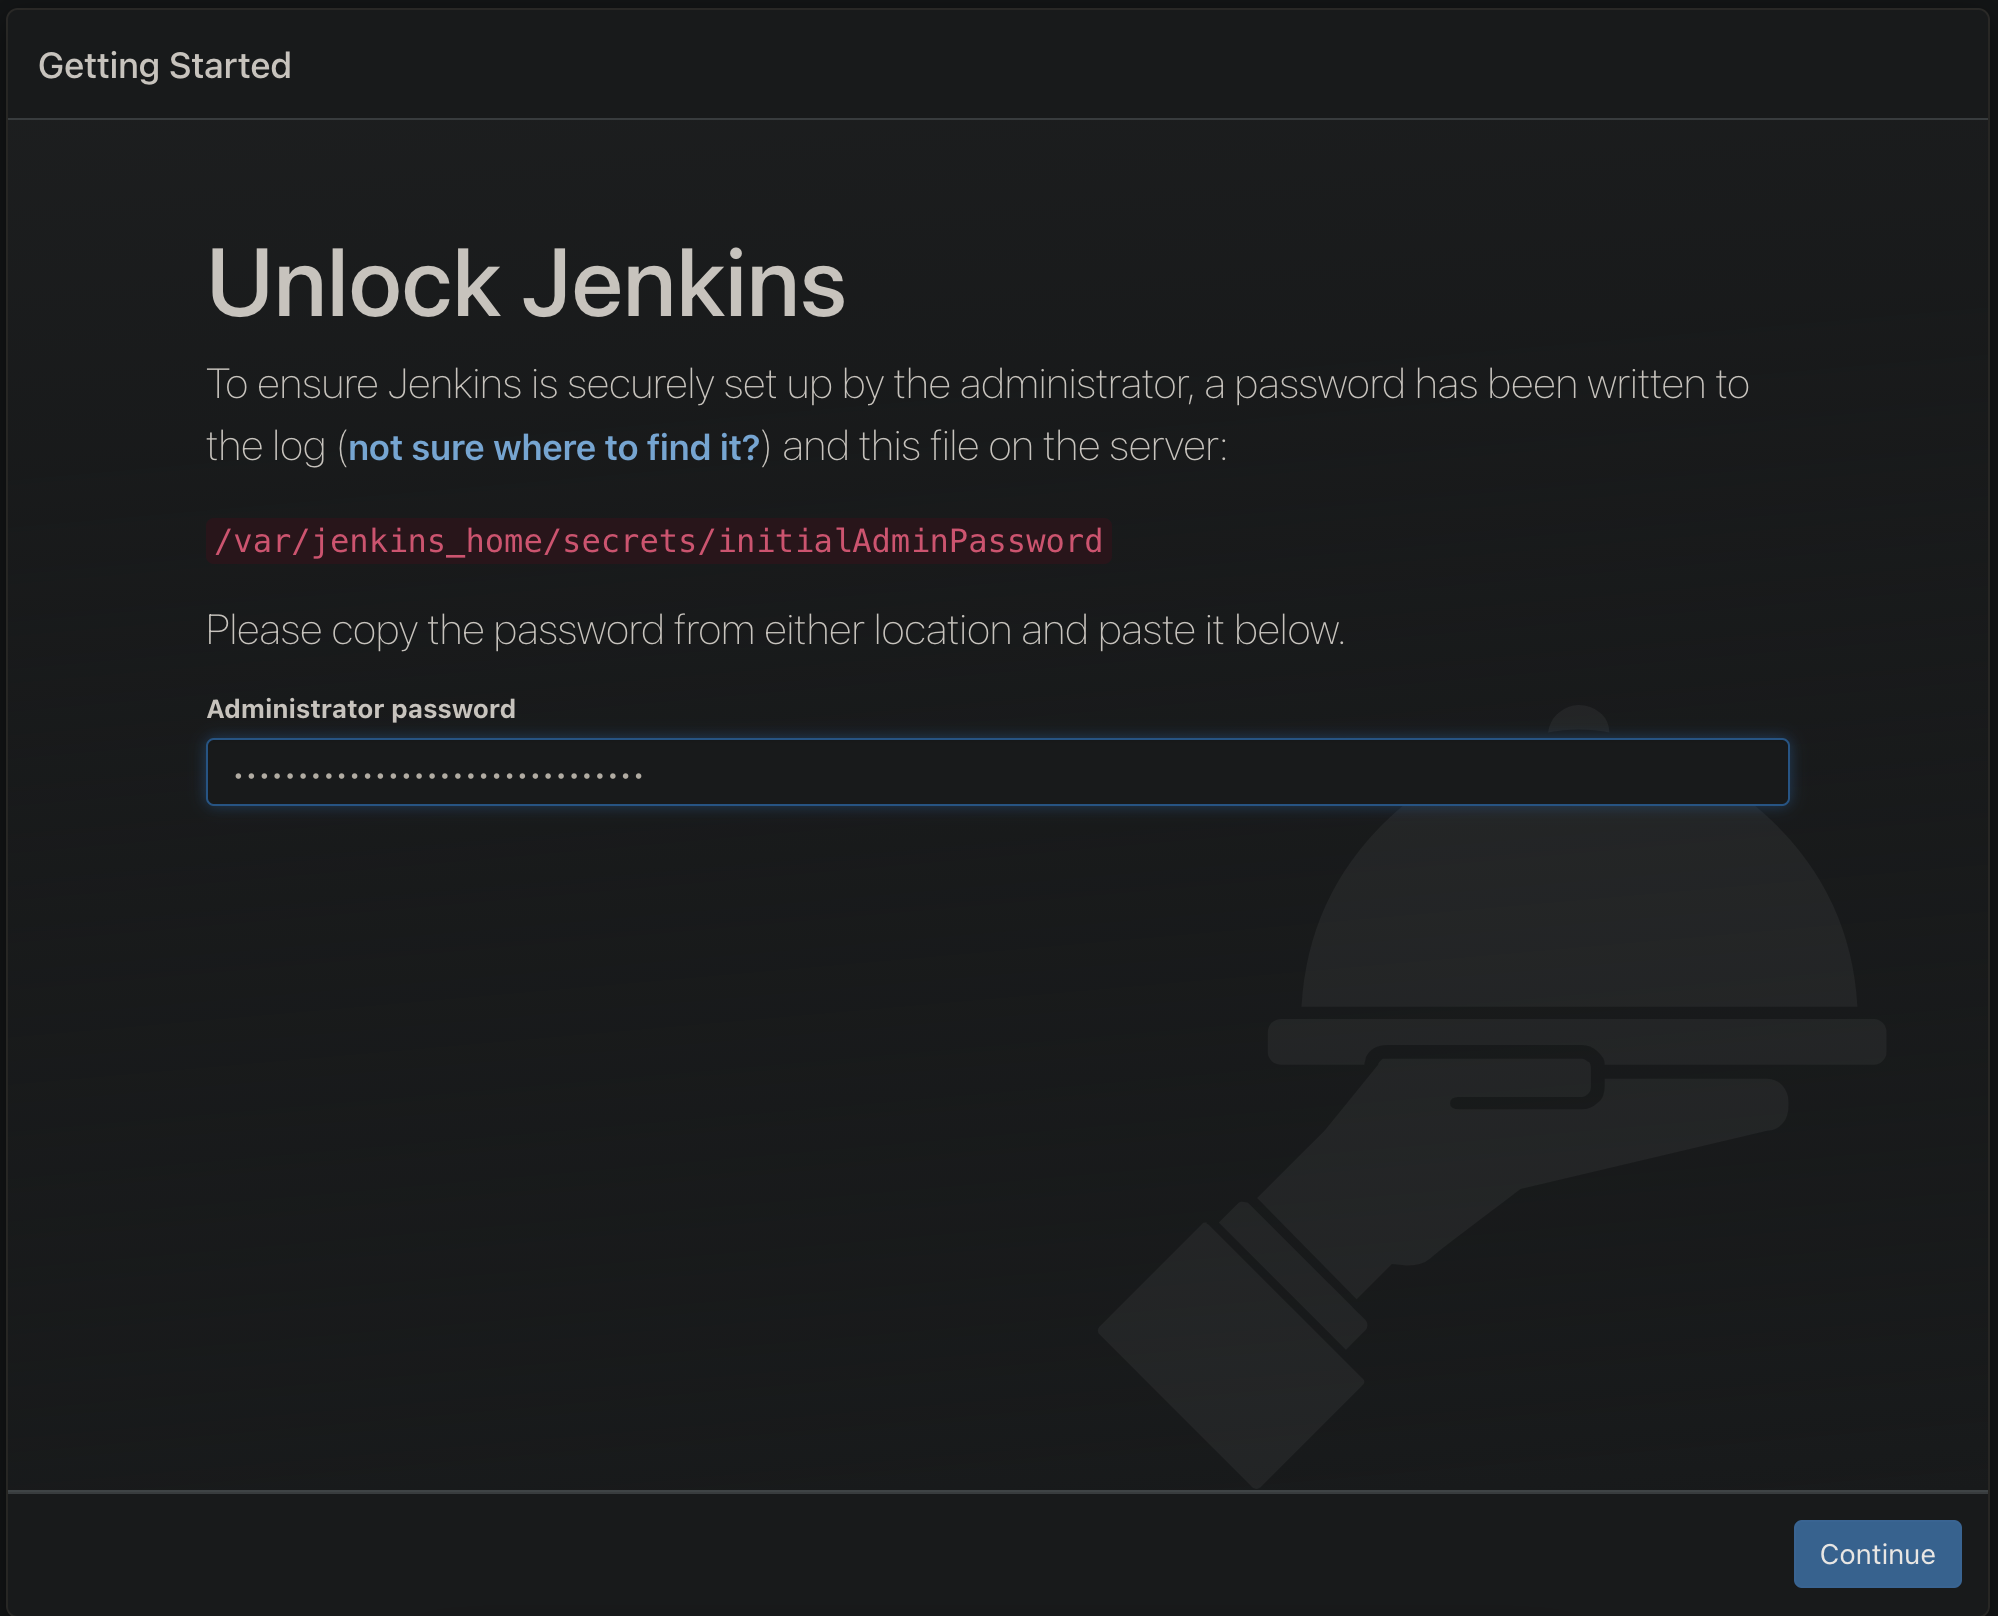 Getting Started
Unlock Jenkins
To ensure Jenkins is securely set up by the administrator, a password has been written to
the log (not sure where to find it?) and this file on the server:
/var/jenkins_home/secrets/initialAdminPassword
Please copy the password from either location and paste it below.
Administrator password
••••••••••••••••••••••••••••••••
Continue